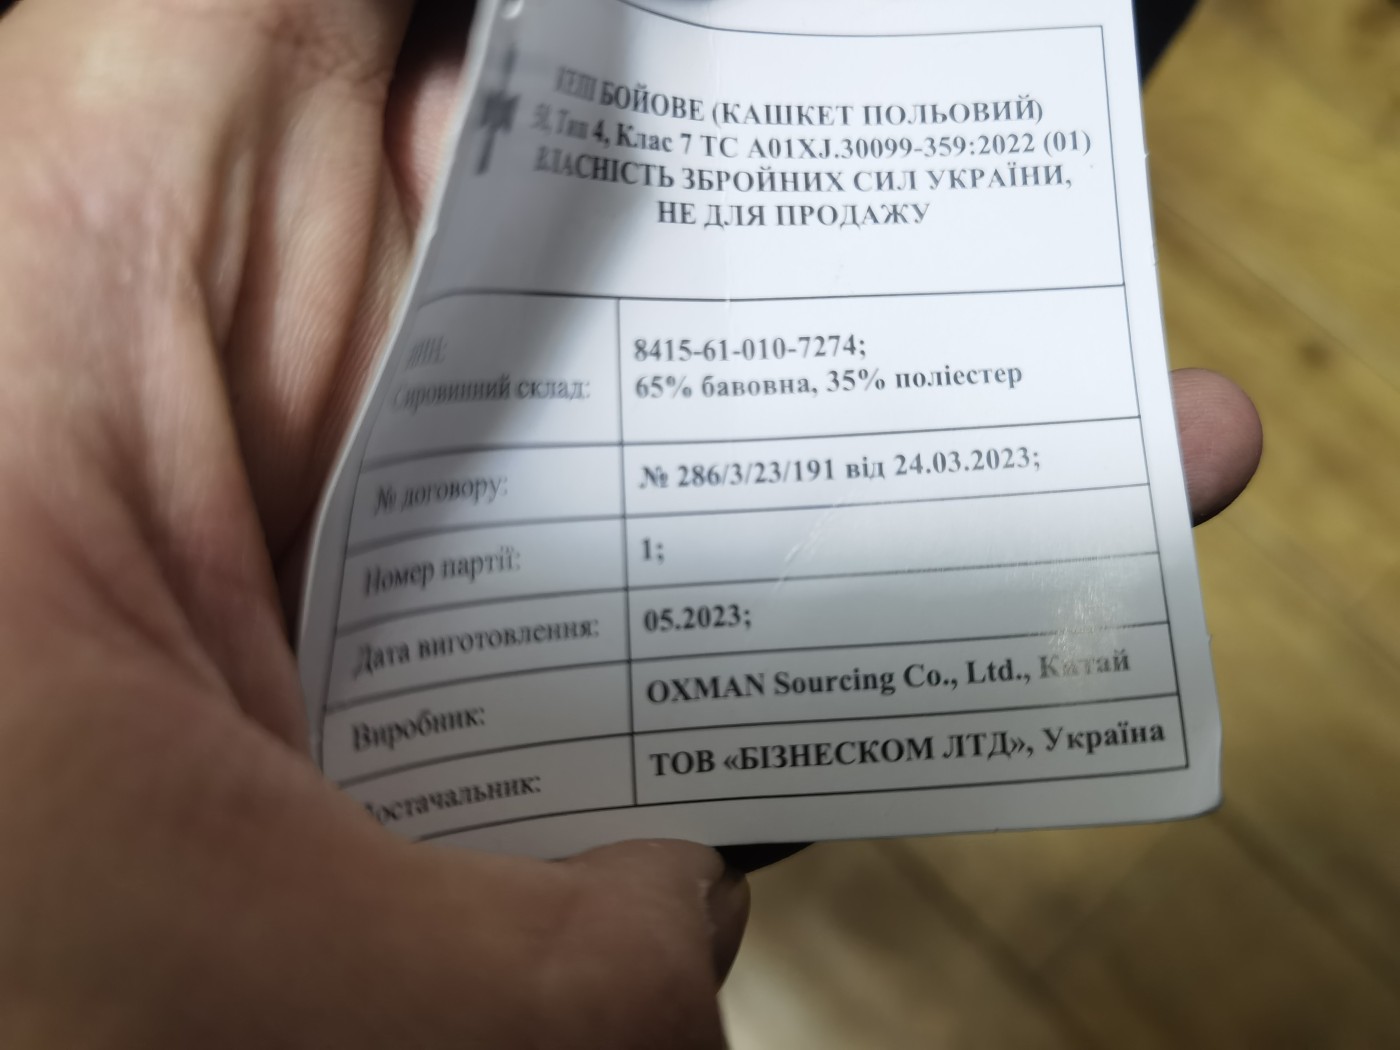 КЕПІ БОЙОВЕ (КАШКЕТ ПОЛЬОВИЙ)
Тип 4, Клас 7 ТС А01XJ.30099-359:2022 (01)
ВЛАСНІСТЬ ЗБРОЙНИХ СИЛ УКРАЇНИ,
НЕ ДЛЯ ПРОДАЖУ
8415-61-010-7274;
Сировинний склад: 65% бавовна, 35% поліестер
№ договору: № 286/3/23/191 від 24.03.2023;
Номер партії: 1;
Дата виготовлення: 05.2023;
Виробник: OXMAN Sourcing Co., Ltd., Китай
Постачальник: ТОВ «БІЗНЕСКОМ ЛТД», Україна